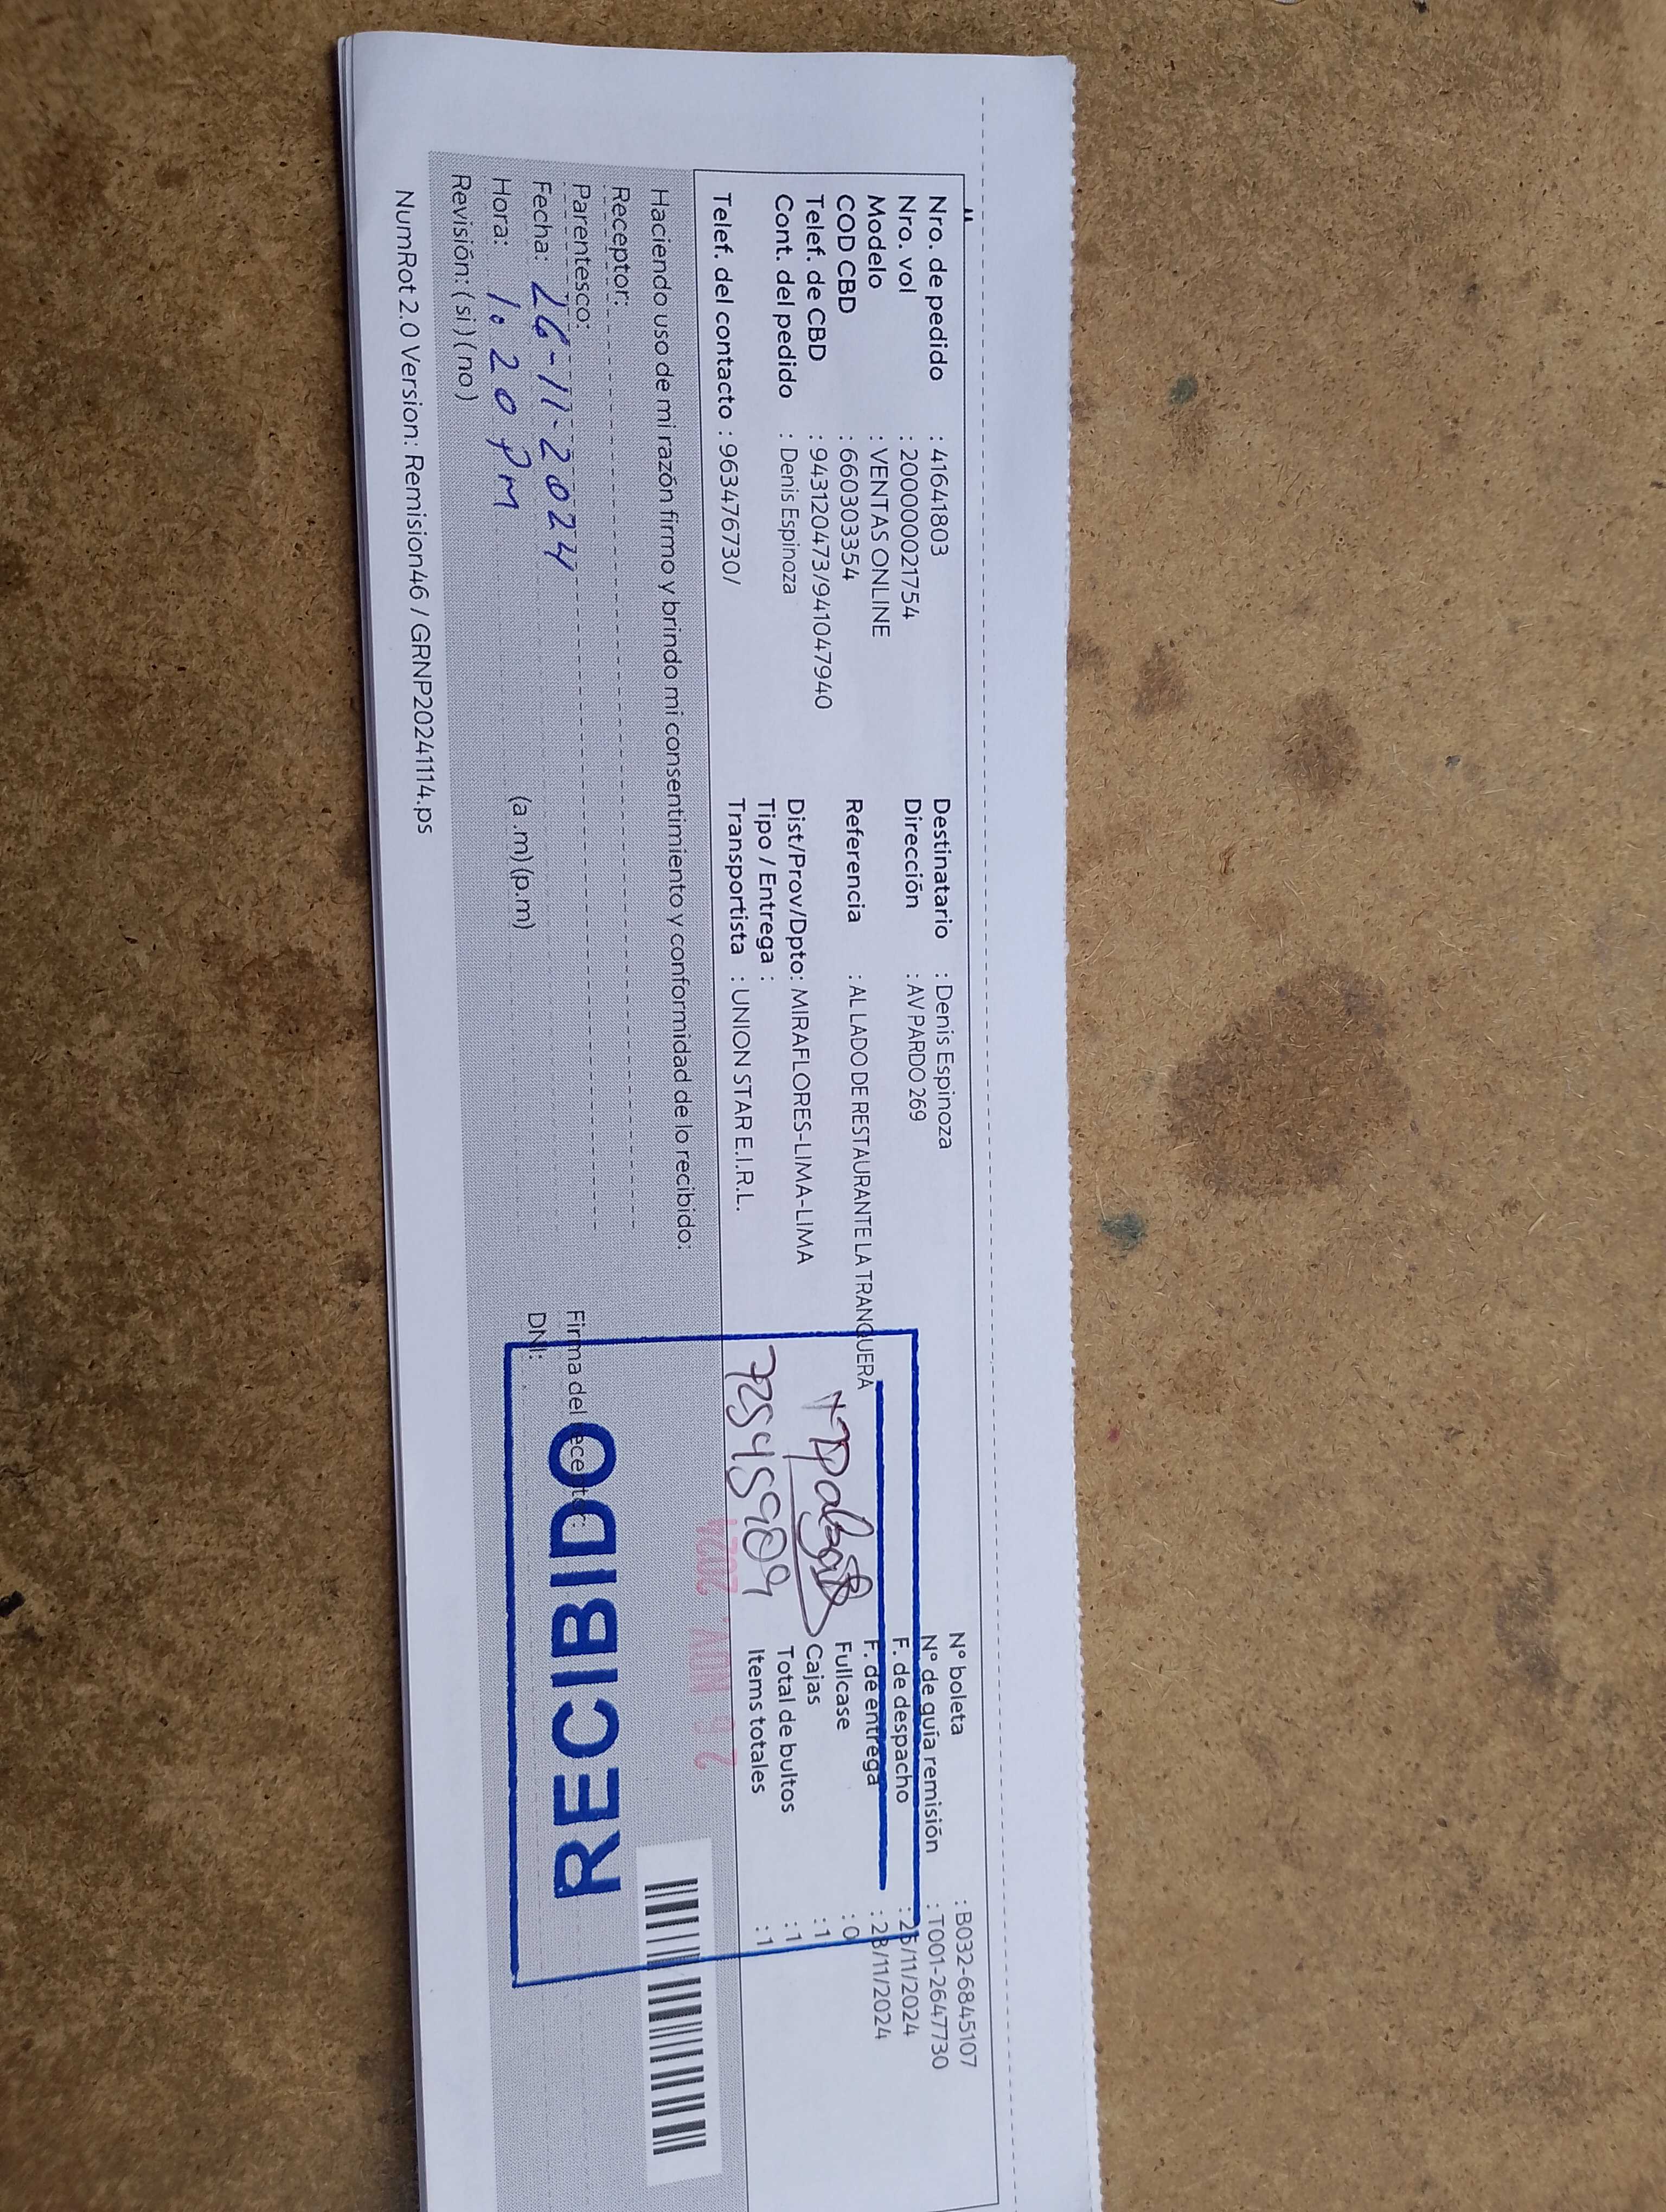 Nro. de pedido : 41641803
Nro. vol : 2000000021754
Modelo : VENTAS ONLINE
COD CBD : 660303354
Telef. de CBD : 943120473/941047940
Cont. del pedido : Denis Espinoza
Telef. del contacto : 963476730/
Destinatario : Denis Espinoza
Dirección : AV PARDO 269
Referencia : AL LADO DE RESTAURANTE LA TRANQUERA
Dist/Prov/Dpto: MIRAFLORES-LIMA-LIMA
Tipo / Entrega :
Transportista : UNION STAR E.I.R.L.
N° boleta : B032-6845107
N° de guía remisión : T001-2647730
F. de despacho : 25/11/2024
F. de entrega : 28/11/2024
Fullcase : 0
Cajas : 1
Total de bultos : 1
Items totales : 1
26 NOV. 2024
Haciendo uso de mi razón firmo y brindo mi consentimiento y conformidad de lo recibido:
Receptor:
Parentesco:
Fecha: 26-11-2024
Hora: 1:20 PM (a .m) (p.m)
Revisión: ( si ) ( no )
Firma del receptor:
DNI:
RECIBIDO
NumRot 2.0 Version: Remision46 / GRNP20241114.ps